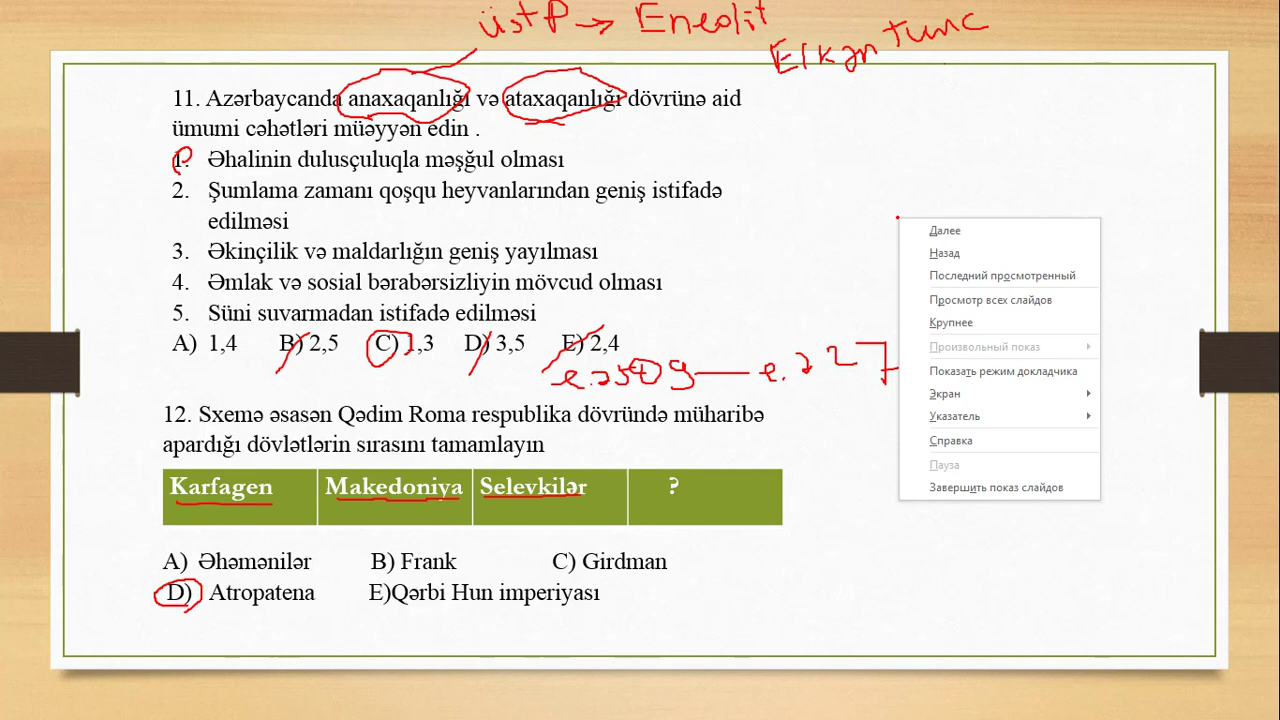 üst P → Eneolit
Elkən tunc
11. Azərbaycanda anaxaqanlığı və ataxaqanlığı dövrünə aid
ümumi cəhətləri müəyyən edin .
1. Əhalinin dulusçuluqla məşğul olması
2. Şumlama zamanı qoşqu heyvanlarından geniş istifadə
edilməsi
3. Əkinçilik və maldarlığın geniş yayılması
4. Əmlak və sosial bərabərsizliyin mövcud olması
5. Süni suvarmadan istifadə edilməsi
A) 1,4 B) 2,5 C) 1,3 D) 3,5 E) 2,4
e.ə 509 — e.ə 27
12. Sxemə əsasən Qədim Roma respublika dövründə müharibə
apardığı dövlətlərin sırasını tamamlayın
Karfagen Makedoniya Selevkilər ?
A) Əhəmənilər B) Frank C) Girdman
D) Atropatena E)Qərbi Hun imperiyası
Далее
Назад
Последний просмотренный
Просмотр всех слайдов
Крупнее
Произвольный показ
Показать режим докладчика
Экран
Указатель
Справка
Пауза
Завершить показ слайдов